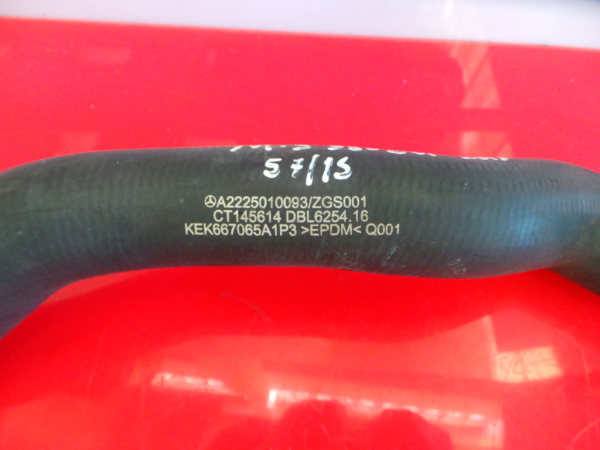 57/15
A2225010093/ZGS001
CT145614 DBL6254.16
KEK667065A1P3 >EPDM< Q001